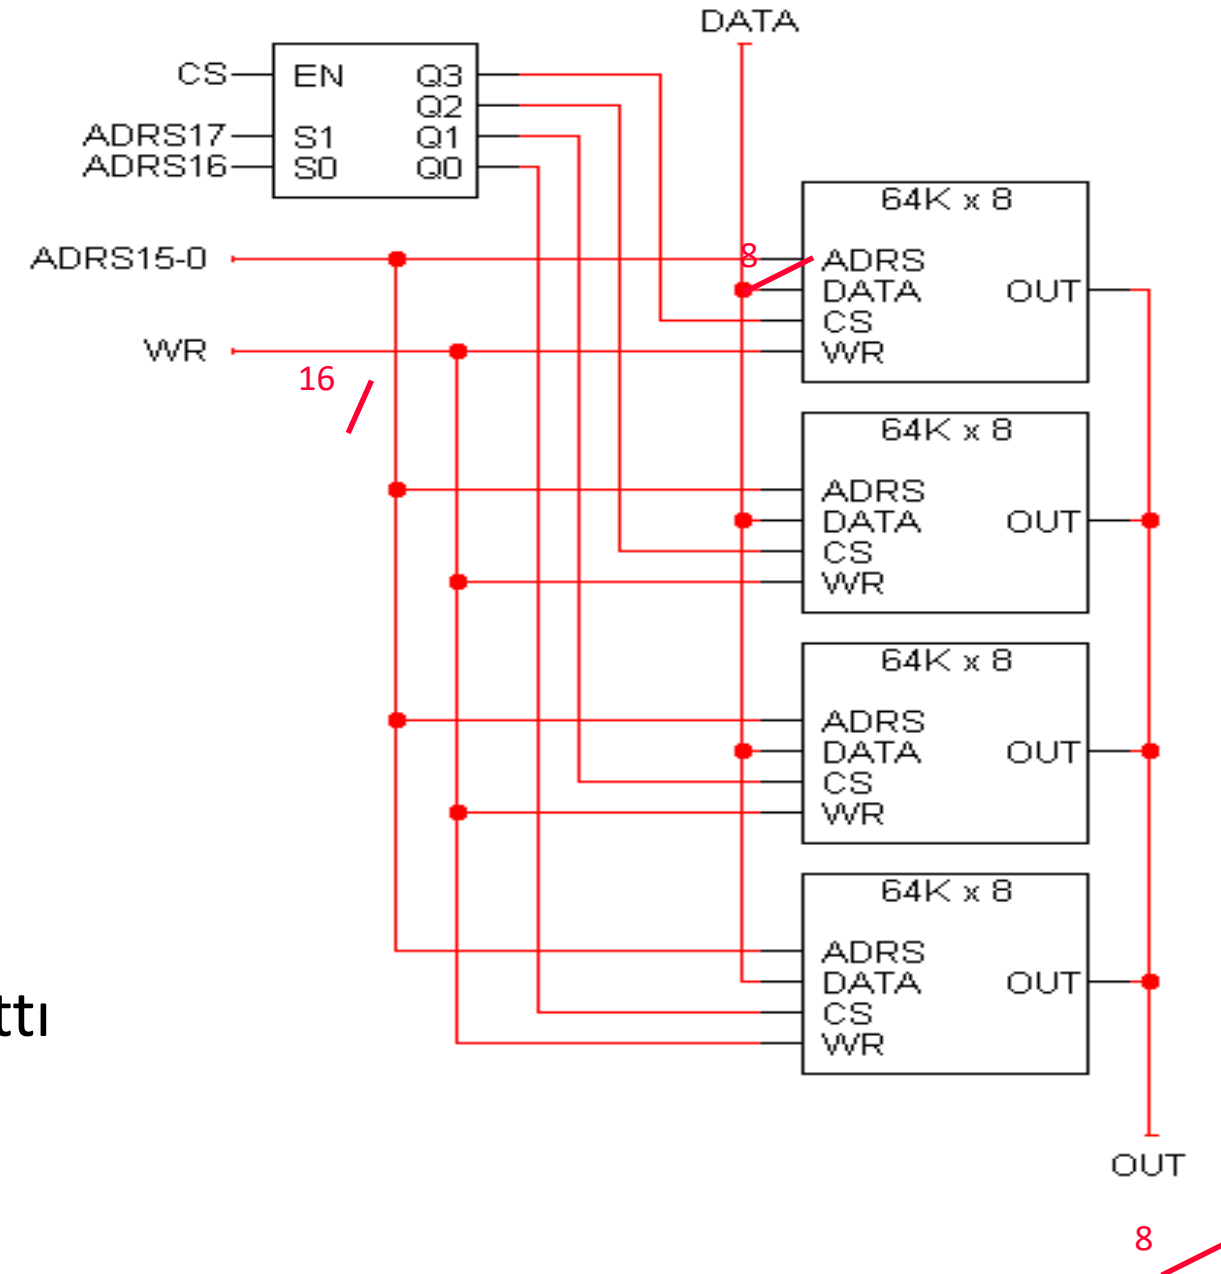 DATA
CS
EN
Q3
Q2
ADRS17
S1
Q1
ADRS16
S0
Q0
64K x 8
ADRS15-0
8
ADRS
DATA
OUT
CS
WR
WR
16
64K x 8
ADRS
DATA
OUT
CS
WR
64K x 8
ADRS
DATA
OUT
CS
WR
64K x 8
ADRS
DATA
OUT
CS
WR
ttı
OUT
8